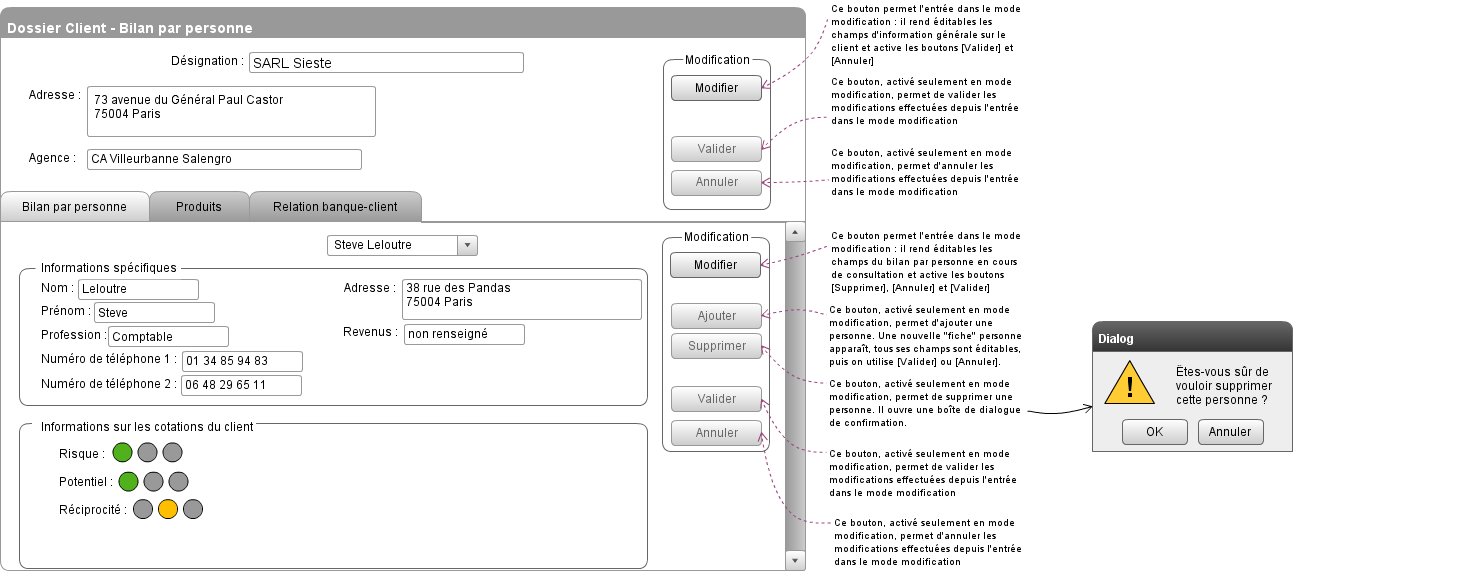 Dossier Client - Bilan par personne
Désignation :
SARL Sieste
Adresse :
73 avenue du Général Paul Castor
75004 Paris
Agence :
CA Villeurbanne Salengro
Modification
Modifier
Valider
Annuler
Ce bouton permet l'entrée dans le mode
modification : il rend éditables les
champs d'information générale sur le
client et active les boutons [Valider] et
[Annuler]
Ce bouton, activé seulement en mode
modification, permet de valider les
modifications effectuées depuis l'entrée
dans le mode modification
Ce bouton, activé seulement en mode
modification, permet d'annuler les
modifications effectuées depuis l'entrée
dans le mode modification
Bilan par personne
Produits
Relation banque-client
Steve Leloutre
Informations spécifiques
Nom :
Leloutre
Prénom :
Steve
Profession :
Comptable
Numéro de téléphone 1 :
01 34 85 94 83
Numéro de téléphone 2 :
06 48 29 65 11
Adresse :
38 rue des Pandas
75004 Paris
Revenus :
non renseigné
Informations sur les cotations du client
Risque :
Potentiel :
Réciprocité :
Modification
Modifier
Ajouter
Supprimer
Valider
Annuler
Ce bouton permet l'entrée dans le mode
modification : il rend éditables les
champs du bilan par personne en cours
de consultation et active les boutons
[Supprimer], [Annuler] et [Valider]
Ce bouton, activé seulement en mode
modification, permet d'ajouter une
personne. Une nouvelle "fiche" personne
apparaît, tous ses champs sont éditables,
puis on utilise [Valider] ou [Annuler].
Ce bouton, activé seulement en mode
modification, permet de supprimer une
personne. Il ouvre une boîte de dialogue
de confirmation.
Ce bouton, activé seulement en mode
modification, permet de valider les
modifications effectuées depuis l'entrée
dans le mode modification
Ce bouton, activé seulement en mode
modification, permet d'annuler les
modifications effectuées depuis l'entrée
dans le mode modification
Dialog
Êtes-vous sûr de
vouloir supprimer
cette personne ?
OK
Annuler